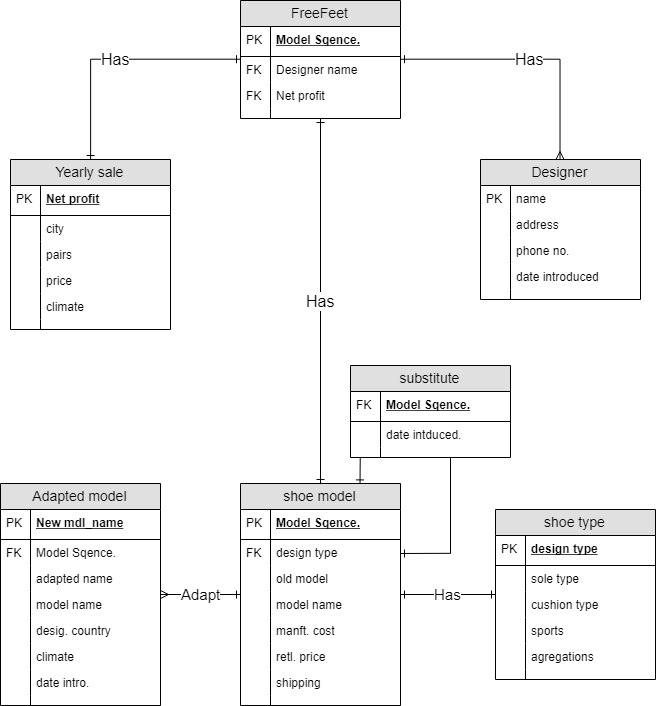 FreeFeet
PK Model Sqence.
FK Designer name
FK Net profit
Has
Has
Yearly sale
PK Net profit
city
pairs
price
climate
Designer
PK name
address
phone no.
date introduced
Has
substitute
FK Model Sqence.
date intduced.
Adapted model
PK New mdl_name
FK Model Sqence.
adapted name
model name
desig. country
climate
date intro.
Adapt
shoe model
PK Model Sqence.
FK design type
old model
model name
manft. cost
retl. price
shipping
Has
shoe type
PK design type
sole type
cushion type
sports
agregations